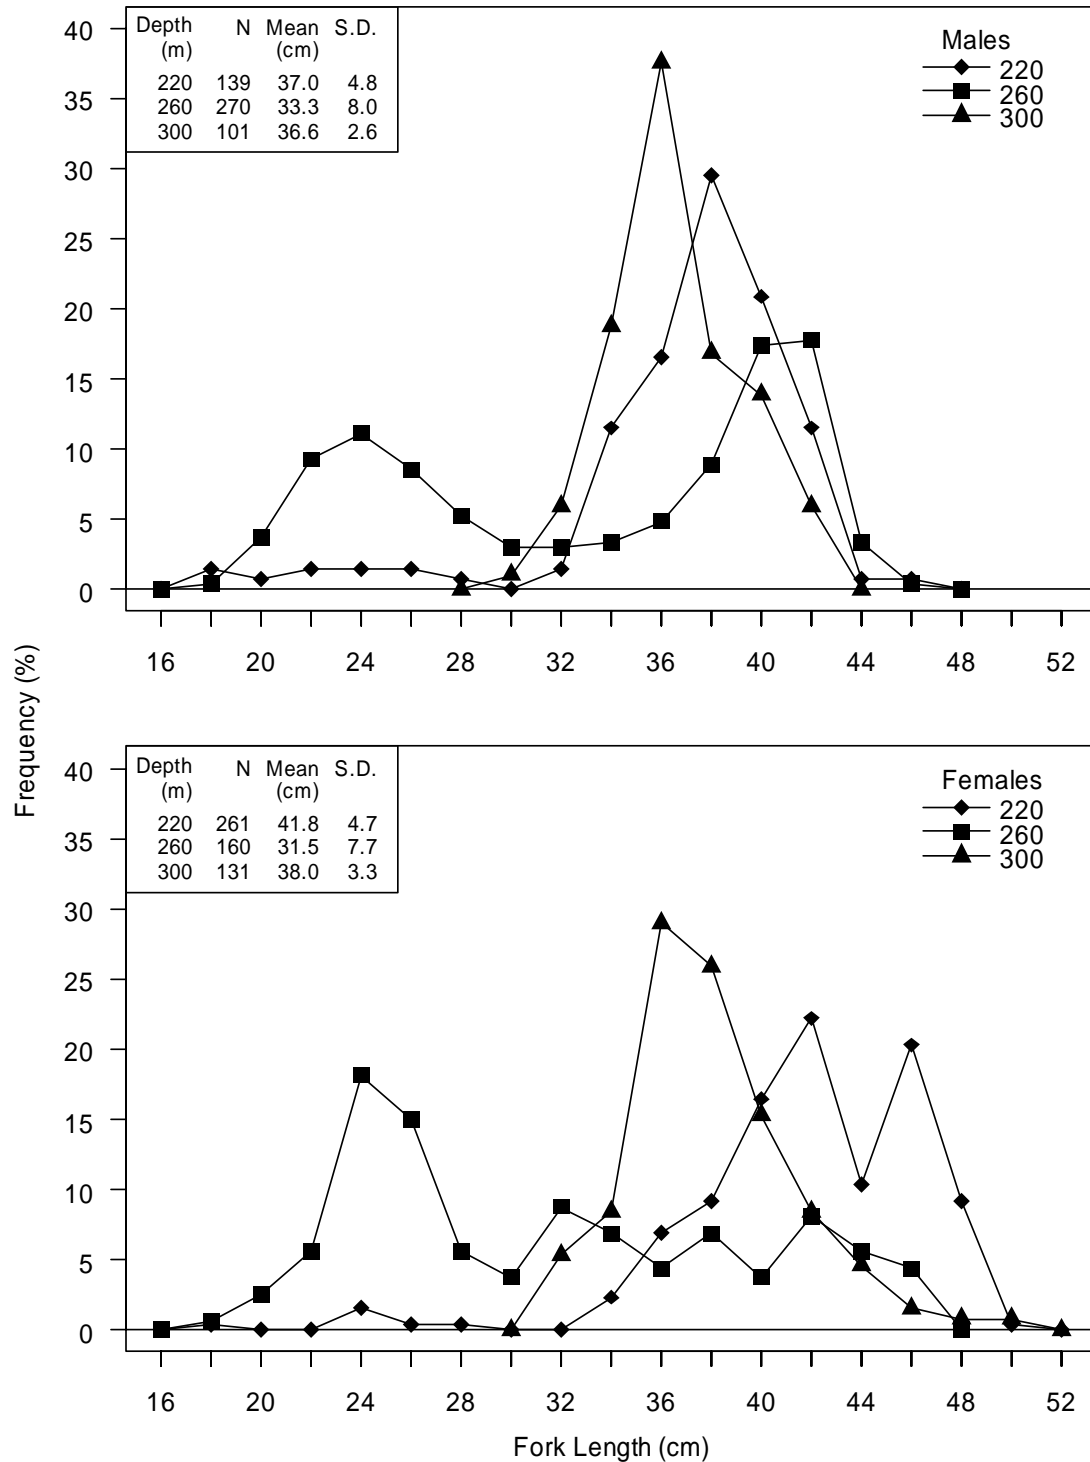 Depth N Mean S.D.
(m) (cm)
220 139 37.0 4.8
260 270 33.3 8.0
300 101 36.6 2.6
Males
220
260
300
40
35
30
25
20
15
10
5
0
16 20 24 28 32 36 40 44 48 52
Frequency (%)
Depth N Mean S.D.
(m) (cm)
220 261 41.8 4.7
260 160 31.5 7.7
300 131 38.0 3.3
Females
220
260
300
40
35
30
25
20
15
10
5
0
16 20 24 28 32 36 40 44 48 52
Fork Length (cm)